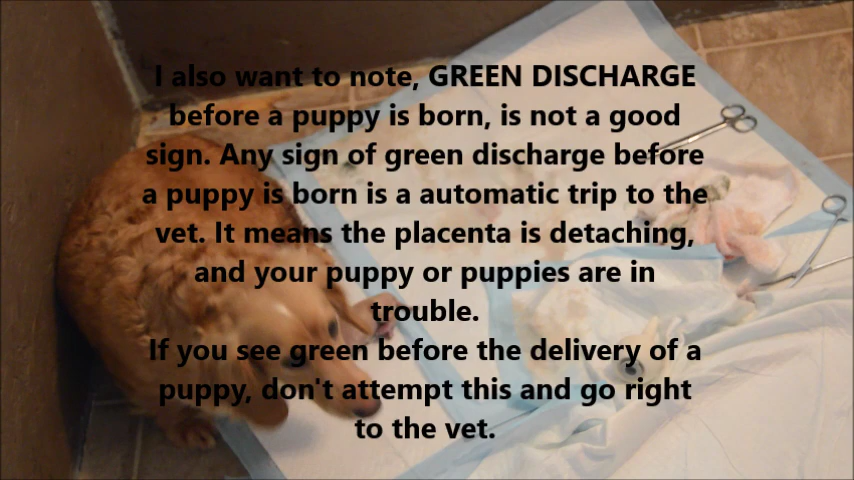 I also want to note, GREEN DISCHARGE
before a puppy is born, is not a good
sign. Any sign of green discharge before
a puppy is born is a automatic trip to the
vet. It means the placenta is detaching,
and your puppy or puppies are in
trouble.
If you see green before the delivery of a
puppy, don't attempt this and go right
to the vet.